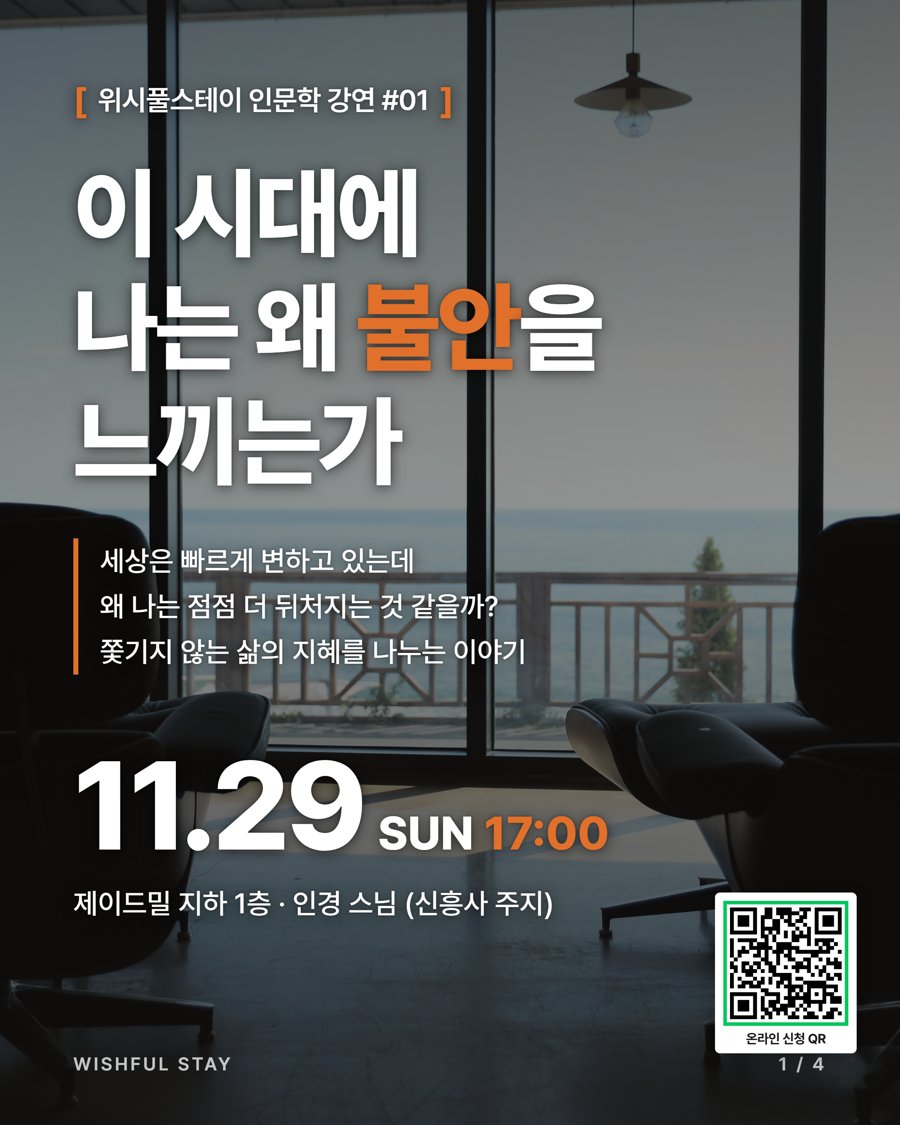 [ 위시풀스테이 인문학 강연 #01 ]
이 시대에
나는 왜 불안을
느끼는가
세상은 빠르게 변하고 있는데
왜 나는 점점 더 뒤처지는 것 같을까?
쫓기지 않는 삶의 지혜를 나누는 이야기
11.29 SUN 17:00
제이드밀 지하 1층 · 인경 스님 (신흥사 주지)
온라인 신청 QR
WISHFUL STAY
1 / 4